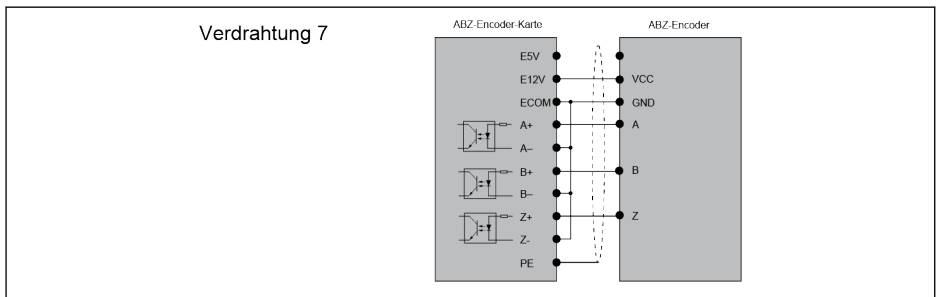 Verdrahtung 7
ABZ-Encoder-Karte
ABZ-Encoder
E5V
E12V
VCC
ECOM
GND
A+
A
A–
B+
B
B–
Z+
Z
Z-
PE